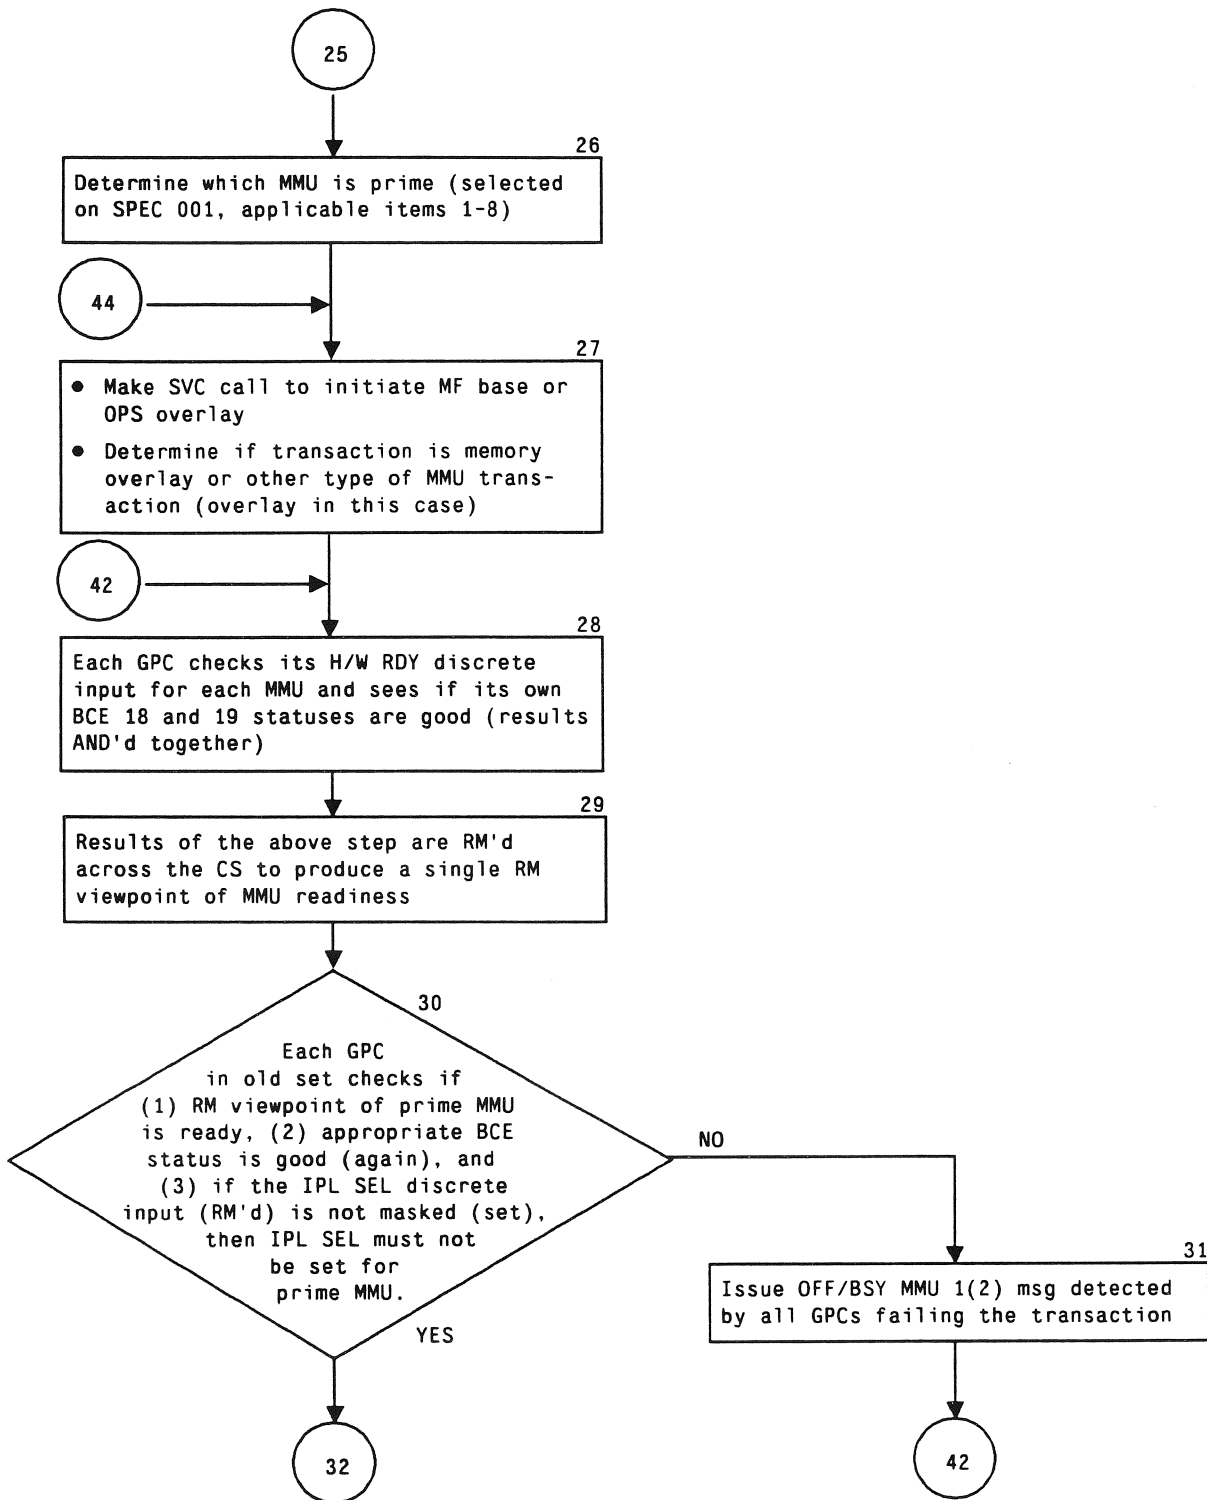 25
26
Determine which MMU is prime (selected
on SPEC 001, applicable items 1-8)
44
27
● Make SVC call to initiate MF base or
OPS overlay
● Determine if transaction is memory
overlay or other type of MMU trans-
action (overlay in this case)
42
28
Each GPC checks its H/W RDY discrete
input for each MMU and sees if its own
BCE 18 and 19 statuses are good (results
AND'd together)
29
Results of the above step are RM'd
across the CS to produce a single RM
viewpoint of MMU readiness
30
Each GPC
in old set checks if
(1) RM viewpoint of prime MMU
is ready, (2) appropriate BCE
status is good (again), and
(3) if the IPL SEL discrete
input (RM'd) is not masked (set),
then IPL SEL must not
be set for
prime MMU.
NO
YES
31
Issue OFF/BSY MMU 1(2) msg detected
by all GPCs failing the transaction
32
42